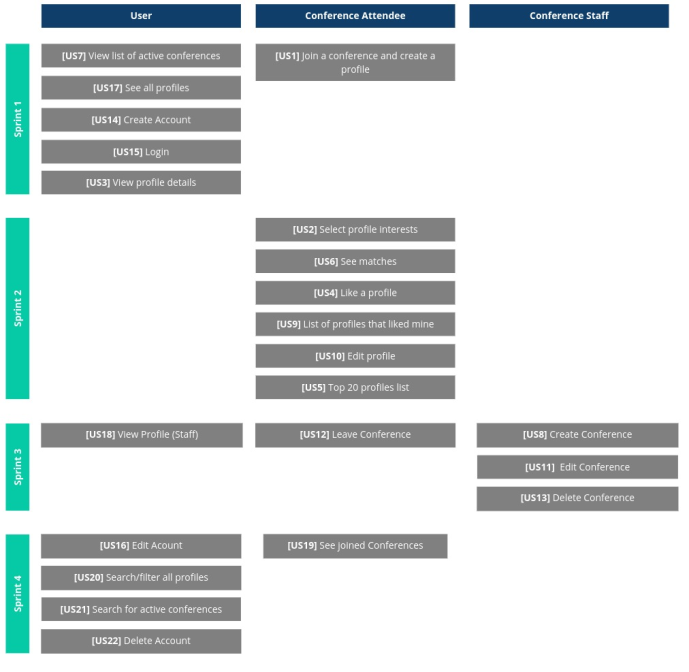 User
Conference Attendee
Conference Staff
Sprint 1
[US7] View list of active conferences
[US17] See all profiles
[US14] Create Account
[US15] Login
[US3] View profile details
[US1] Join a conference and create a
profile
Sprint 2
[US2] Select profile interests
[US6] See matches
[US4] Like a profile
[US9] List of profiles that liked mine
[US10] Edit profile
[US5] Top 20 profiles list
Sprint 3
[US18] View Profile (Staff)
[US12] Leave Conference
[US8] Create Conference
[US11] Edit Conference
[US13] Delete Conference
Sprint 4
[US16] Edit Acount
[US20] Search/filter all profiles
[US21] Search for active conferences
[US22] Delete Account
[US19] See joined Conferences